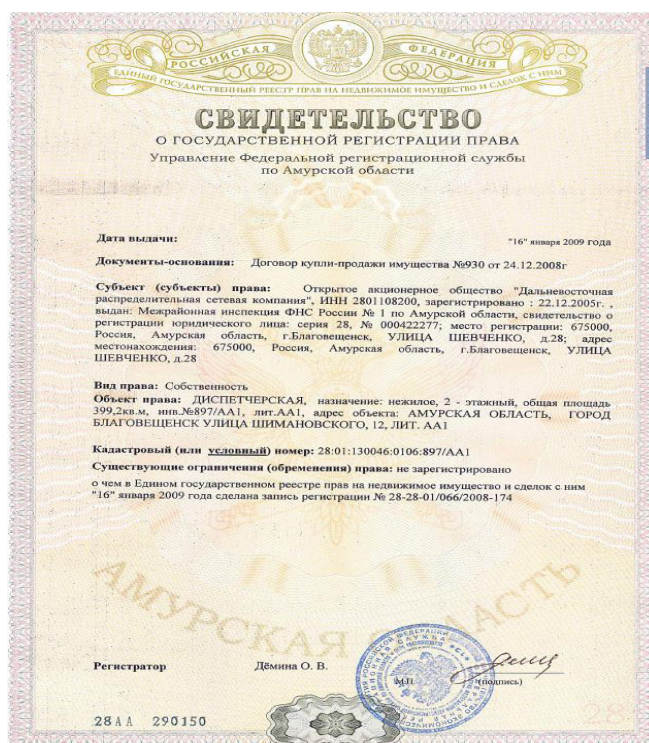 РОССИЙСКАЯ ФЕДЕРАЦИЯ
ЕДИНЫЙ ГОСУДАРСТВЕННЫЙ РЕЕСТР ПРАВ НА НЕДВИЖИМОЕ ИМУЩЕСТВО И СДЕЛОК С НИМ
СВИДЕТЕЛЬСТВО
О ГОСУДАРСТВЕННОЙ РЕГИСТРАЦИИ ПРАВА
Управление Федеральной регистрационной службы
по Амурской области
Дата выдачи: "16" января 2009 года
Документы-основания: Договор купли-продажи имущества №930 от 24.12.2008г
Субъект (субъекты) права: Открытое акционерное общество "Дальневосточная
распределительная сетевая компания", ИНН 2801108200, зарегистрировано : 22.12.2005г. ,
выдан: Межрайонная инспекция ФНС России № 1 по Амурской области, свидетельство о
регистрации юридического лица: серия 28, № 000422277; место регистрации: 675000,
Россия, Амурская область, г.Благовещенск, УЛИЦА ШЕВЧЕНКО, д.28; адрес
местонахождения: 675000, Россия, Амурская область, г.Благовещенск, УЛИЦА
ШЕВЧЕНКО, д.28
Вид права: Собственность
Объект права: ДИСПЕТЧЕРСКАЯ, назначение: нежилое, 2 - этажный, общая площадь
399,2кв.м, инв.№897/АА1, лит.АА1, адрес объекта: АМУРСКАЯ ОБЛАСТЬ, ГОРОД
БЛАГОВЕЩЕНСК УЛИЦА ШИМАНОВСКОГО, 12, ЛИТ. АА1
Кадастровый (или условный) номер: 28:01:130046:0106:897/АА1
Существующие ограничения (обременения) права: не зарегистрировано
о чем в Едином государственном реестре прав на недвижимое имущество и сделок с ним
"16" января 2009 года сделана запись регистрации № 28-28-01/066/2008-174
АМУРСКАЯ ОБЛАСТЬ
Регистратор Дёмина О. В.
М.П. (подпись)
28АА 290150